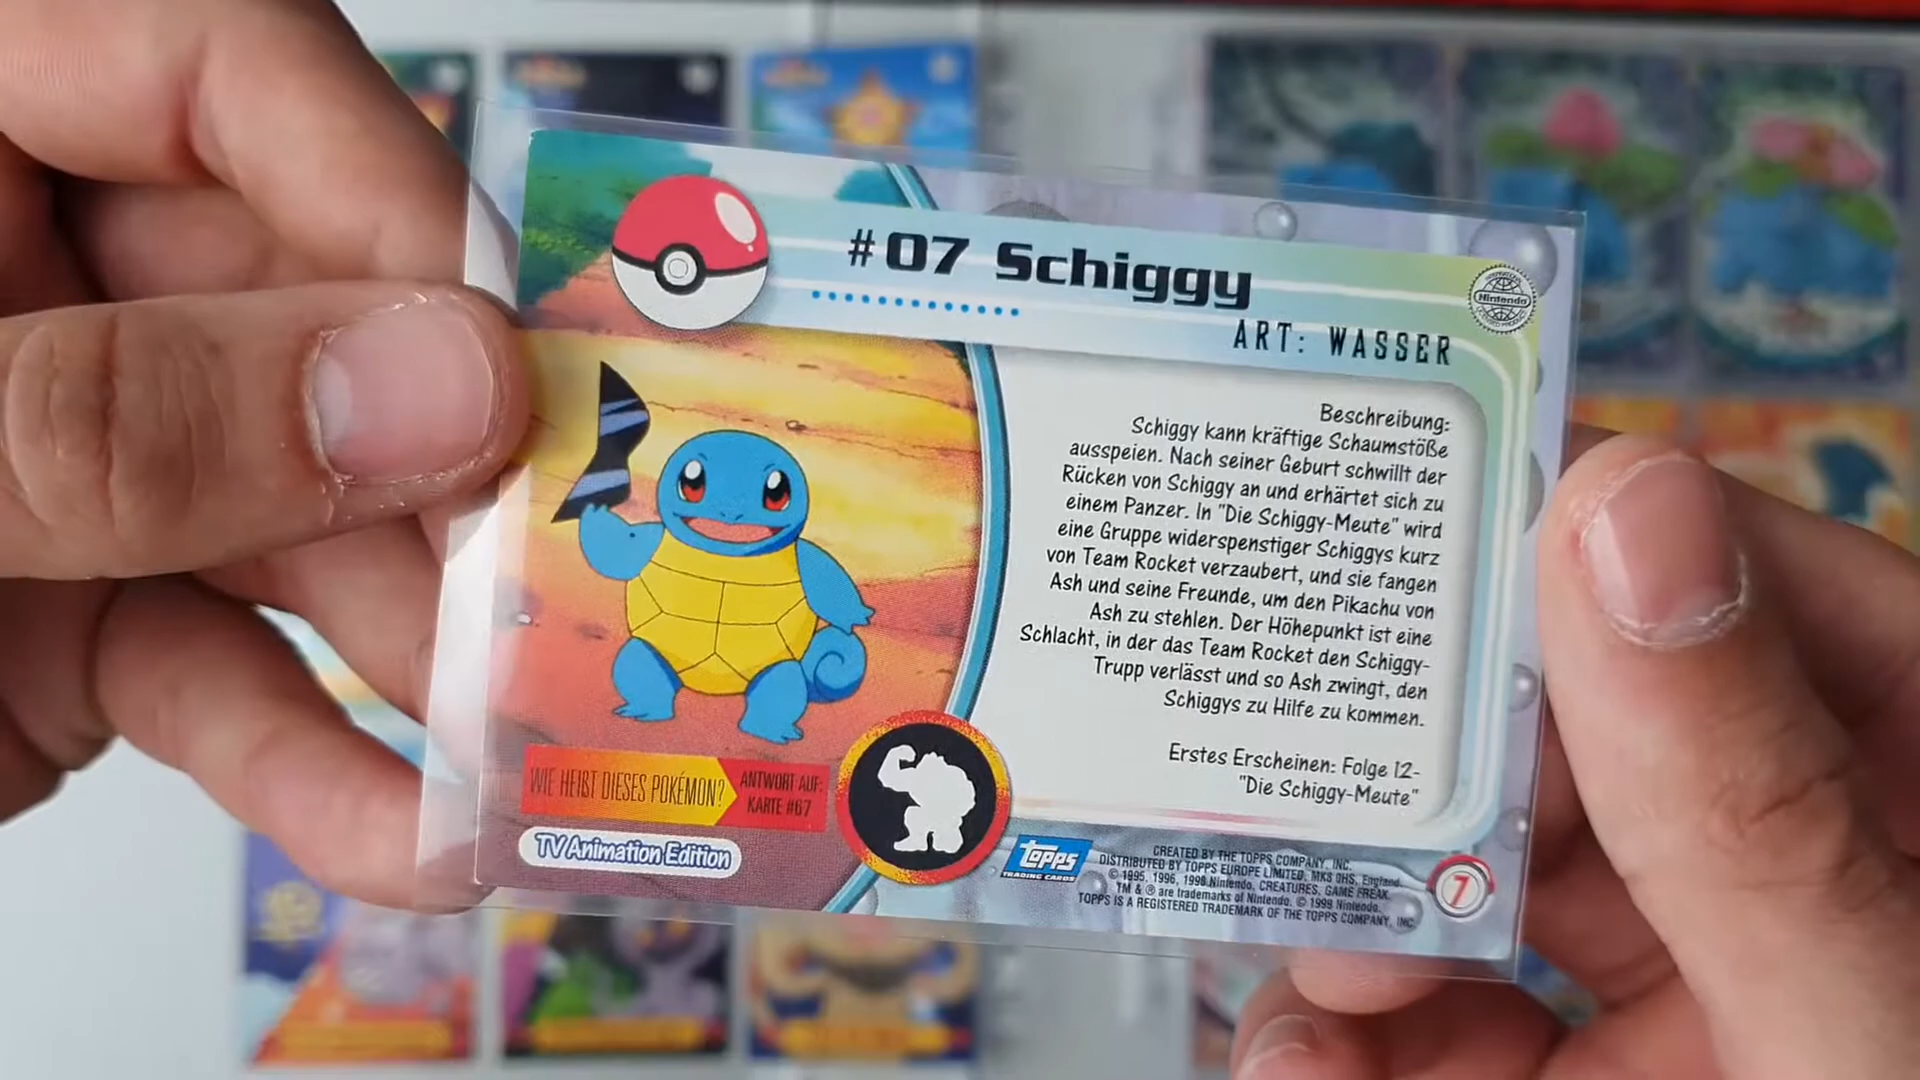 #07 Schiggy
Nintendo
ART: WASSER
Beschreibung:
Schiggy kann kräftige Schaumstöße
ausspeien. Nach seiner Geburt schwillt der
Rücken von Schiggy an und erhärtet sich zu
einem Panzer. In "Die Schiggy-Meute" wird
eine Gruppe widerspenstiger Schiggys kurz
von Team Rocket verzaubert, und sie fangen
Ash und seine Freunde, um den Pikachu von
Ash zu stehlen. Der Höhepunkt ist eine
Schlacht, in der das Team Rocket den Schiggy-
Trupp verlässt und so Ash zwingt, den
Schiggys zu Hilfe zu kommen.
Erstes Erscheinen: Folge 12-
"Die Schiggy-Meute"
WIE HEIßT DIESES POKÉMON?
ANTWORT AUF:
KARTE #67
TV Animation Edition
Topps
TRADING CARDS
CREATED BY THE TOPPS COMPANY, INC.
DISTRIBUTED BY TOPPS EUROPE LIMITED, MK5 0HS, England.
© 1995, 1996, 1998 Nintendo, CREATURES, GAME FREAK.
TM & ® are trademarks of Nintendo. © 1999 Nintendo.
TOPPS IS A REGISTERED TRADEMARK OF THE TOPPS COMPANY, INC.
7